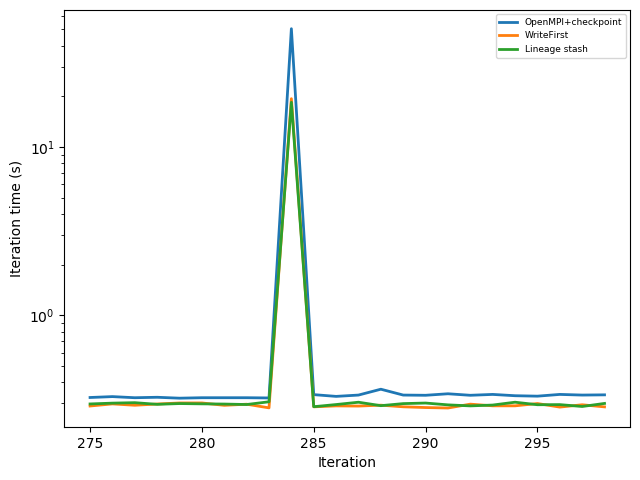 OpenMPI+checkpoint
WriteFirst
Lineage stash
Iteration time (s)
10¹
10⁰
275 280 285 290 295
Iteration